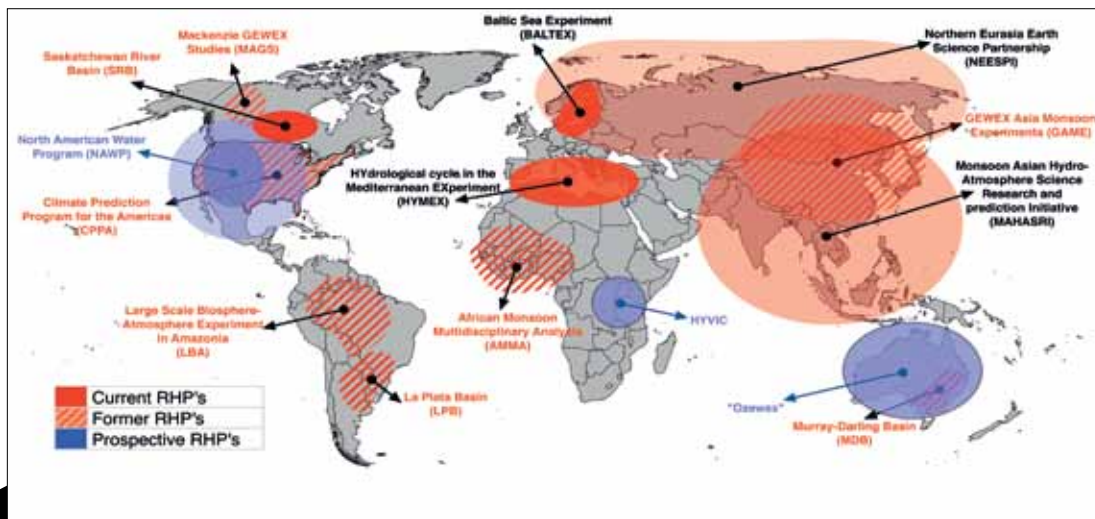 Mackenzie GEWEX
Studies (MAGS)
Saskatchewan River
Basin (SRB)
North American Water
Program (NAWP)
Climate Prediction
Program for the Americas
(CPPA)
Large Scale Biosphere-
Atmosphere Experiment
in Amazonia
(LBA)
La Plata Basin
(LPB)
Baltic Sea Experiment
(BALTEX)
HYdrological cycle in the
Mediterranean EXperiment
(HYMEX)
African Monsoon
Multidisciplinary Analysis
(AMMA)
HYVIC
Northern Eurasia Earth
Science Partnership
(NEESPI)
GEWEX Asia Monsoon
Experiments (GAME)
Monsoon Asian Hydro-
Atmosphere Science
Research and
prediction Initiative
(MAHASRI)
"Ozewex"
Murray-Darling Basin
(MDB)
Current RHP's
Former RHP's
Prospective RHP's